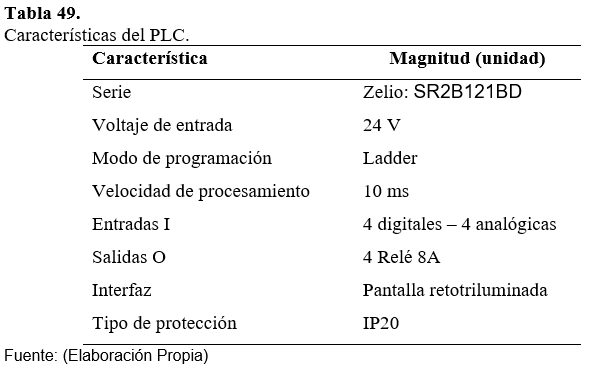 Tabla 49.
Características del PLC.
Característica Magnitud (unidad)
Serie Zelio: SR2B121BD
Voltaje de entrada 24 V
Modo de programación Ladder
Velocidad de procesamiento 10 ms
Entradas I 4 digitales – 4 analógicas
Salidas O 4 Relé 8A
Interfaz Pantalla retotriluminada
Tipo de protección IP20
Fuente: (Elaboración Propia)